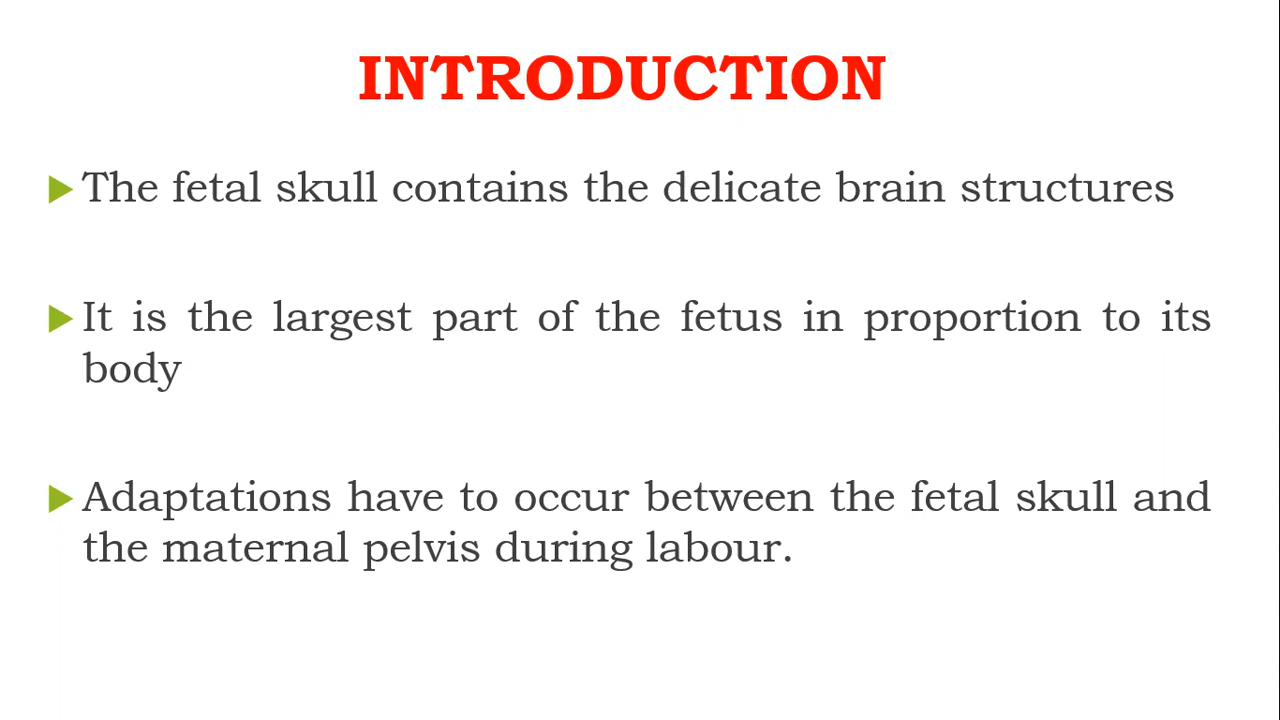 INTRODUCTION
The fetal skull contains the delicate brain structures
It is the largest part of the fetus in proportion to its
body
Adaptations have to occur between the fetal skull and
the maternal pelvis during labour.